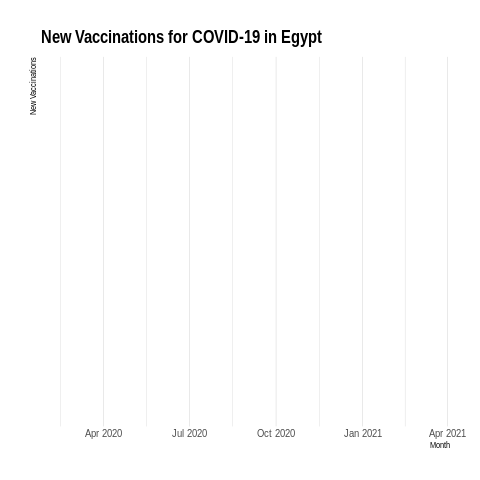 New Vaccinations for COVID-19 in Egypt
New Vaccinations
Apr 2020 Jul 2020 Oct 2020 Jan 2021 Apr 2021
Month